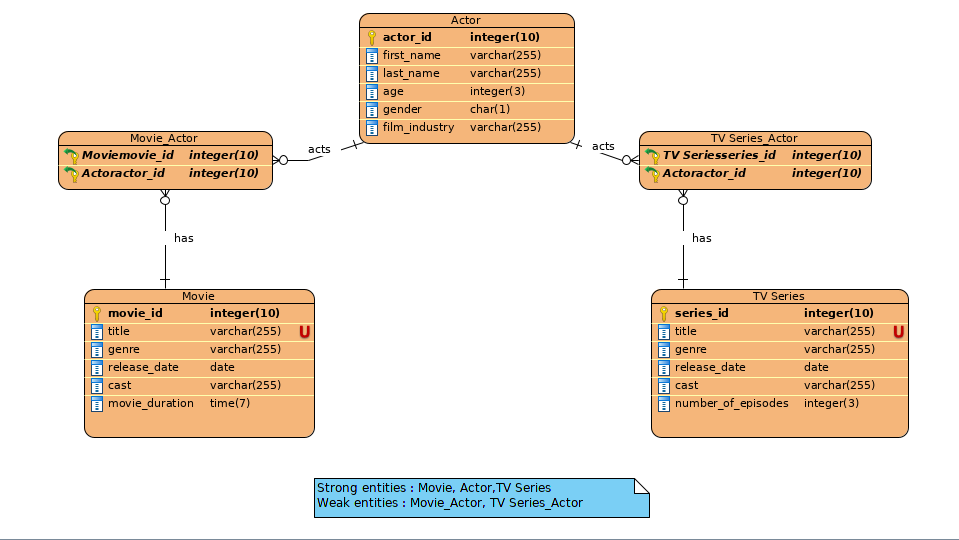 Actor
actor_id integer(10)
first_name varchar(255)
last_name varchar(255)
age integer(3)
gender char(1)
film_industry varchar(255)
Movie_Actor
Moviemovie_id integer(10)
Actoractor_id integer(10)
acts
acts
TV Series_Actor
TV Seriesseries_id integer(10)
Actoractor_id integer(10)
has
has
Movie
movie_id integer(10)
title varchar(255) U
genre varchar(255)
release_date date
cast varchar(255)
movie_duration time(7)
TV Series
series_id integer(10)
title varchar(255) U
genre varchar(255)
release_date date
cast varchar(255)
number_of_episodes integer(3)
Strong entities : Movie, Actor,TV Series
Weak entities : Movie_Actor, TV Series_Actor